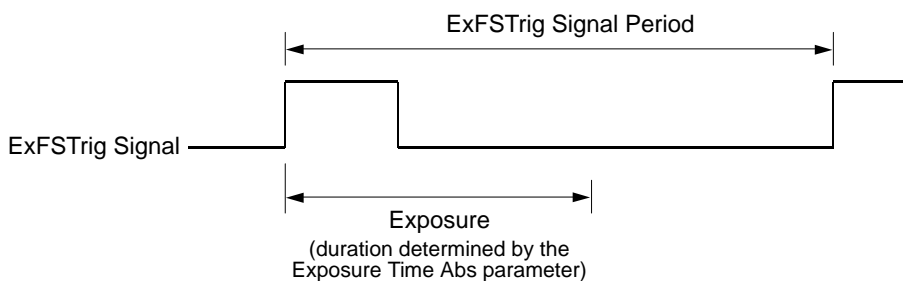 ExFSTrig Signal Period
ExFSTrig Signal
Exposure
(duration determined by the
Exposure Time Abs parameter)